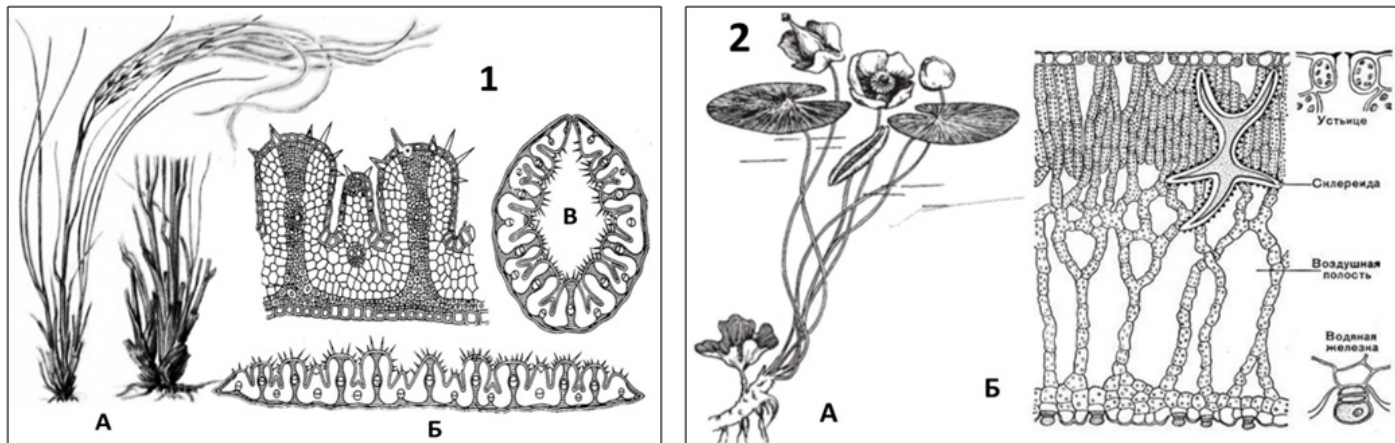 1
В
А
Б
2
Устьице
Склереида
Воздушная
полость
Водяная
железка
А
Б